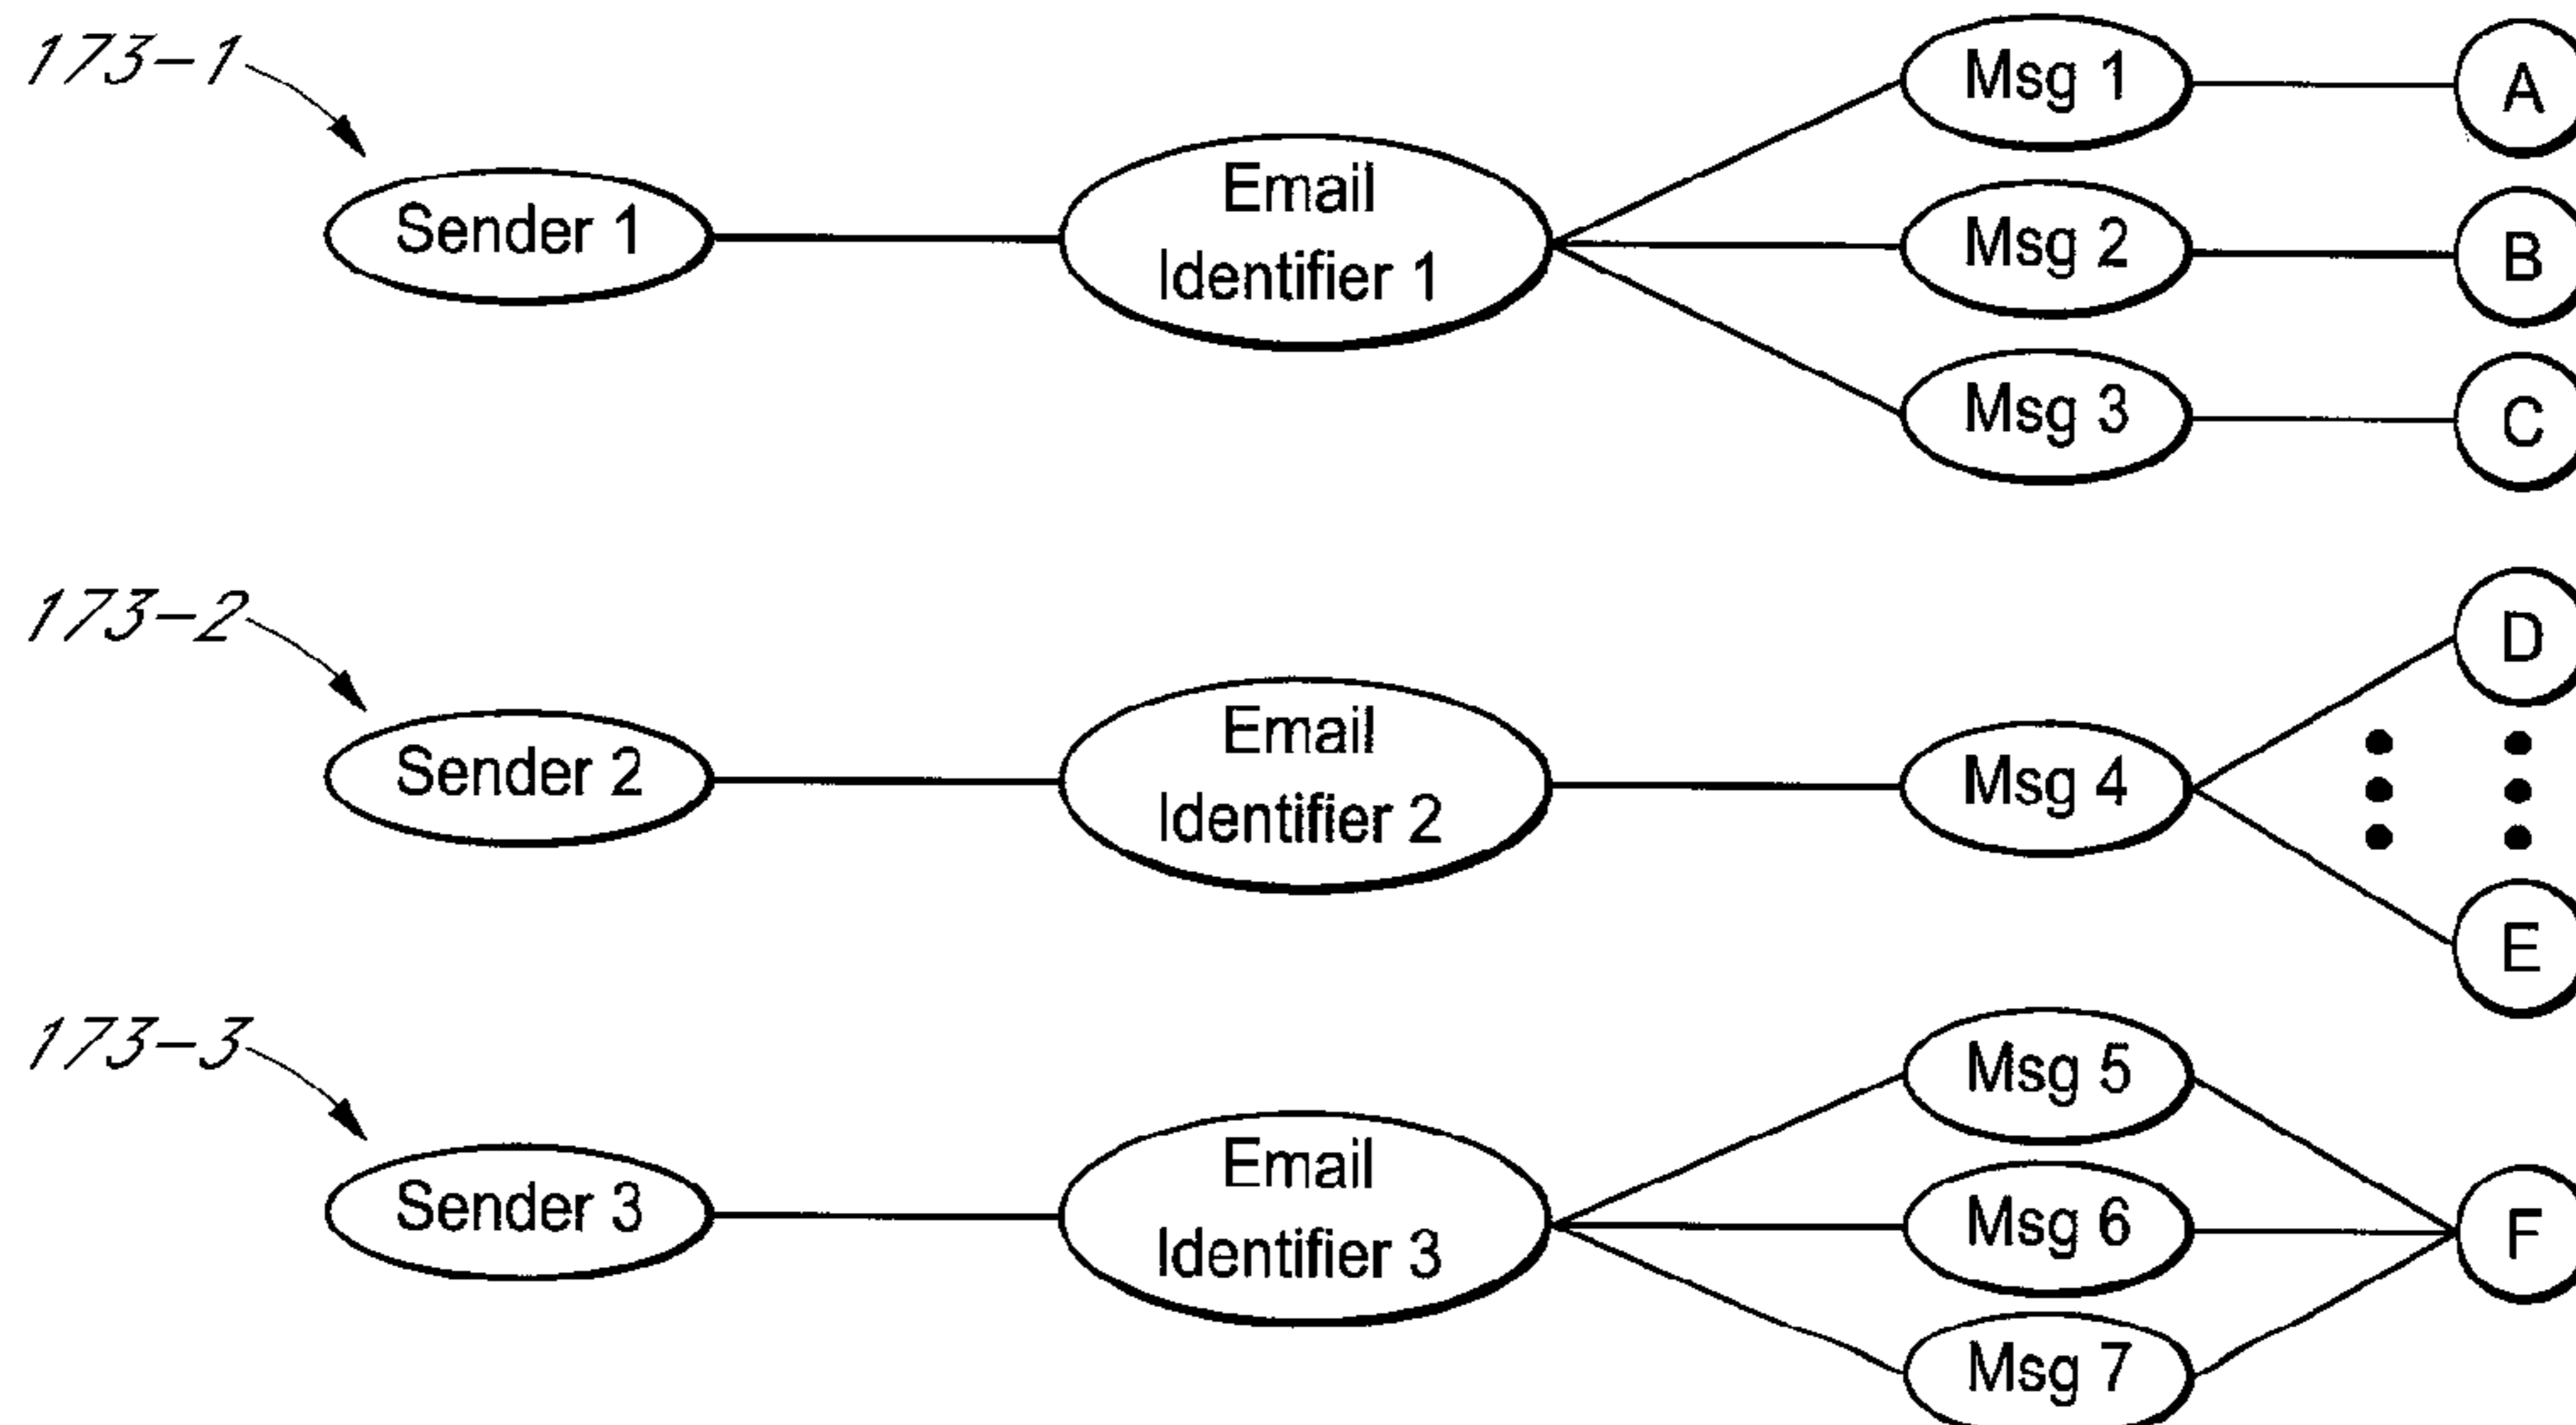 173-1
Sender 1
Email
Identifier 1
Msg 1
A
Msg 2
B
Msg 3
C
173-2
Sender 2
Email
Identifier 2
Msg 4
D
E
173-3
Sender 3
Email
Identifier 3
Msg 5
Msg 6
Msg 7
F